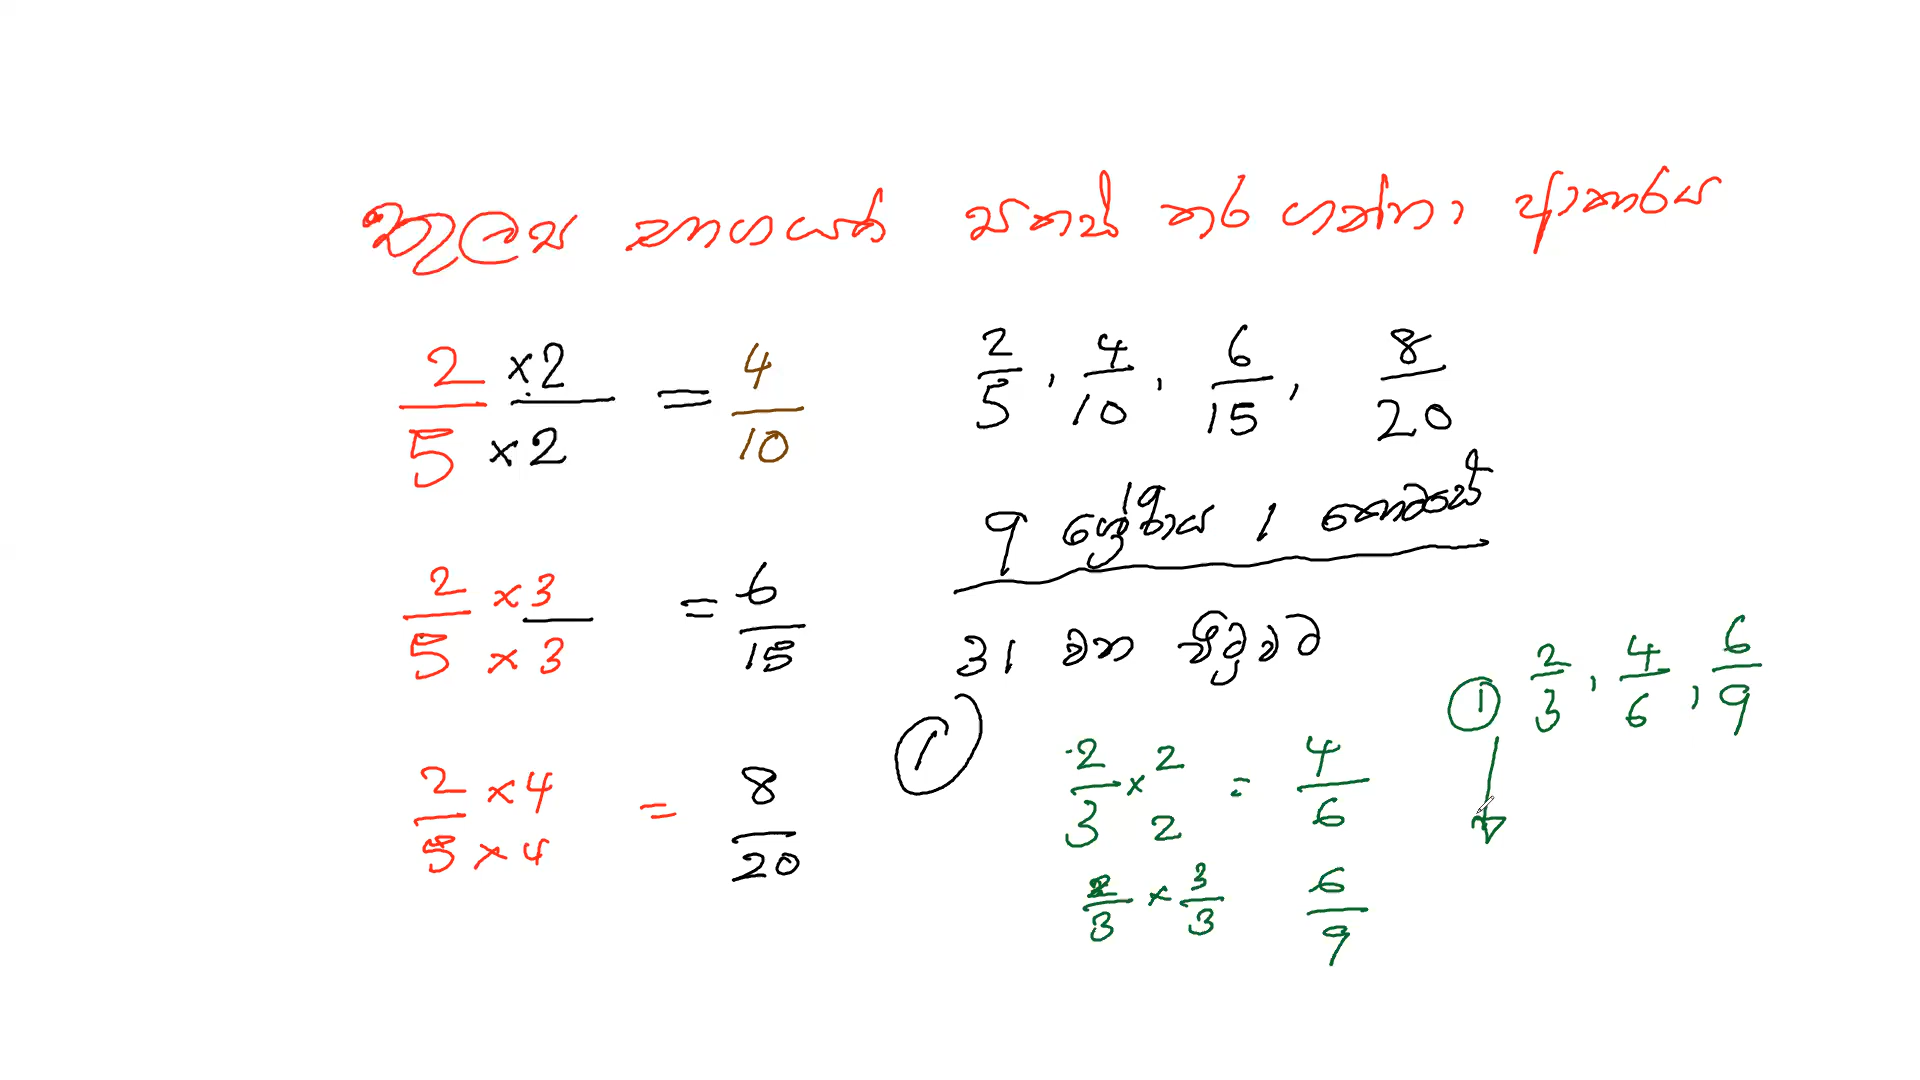 තුල්‍ය භාගයක් සකස් කර ගන්නා ආකාරය
2/5 ×2/×2 = 4/10
2/5 ×3/×3 = 6/15
2/5 ×4/×4 = 8/20
2/5 , 4/10 , 6/15 , 8/20
9 ශ්‍රේණිය 1 කොටසේ
31 වන පිටුවට
①
2/3 × 2/2 = 4/6
2/3 × 3/3 6/9
① 2/3 , 4/6 , 6/9